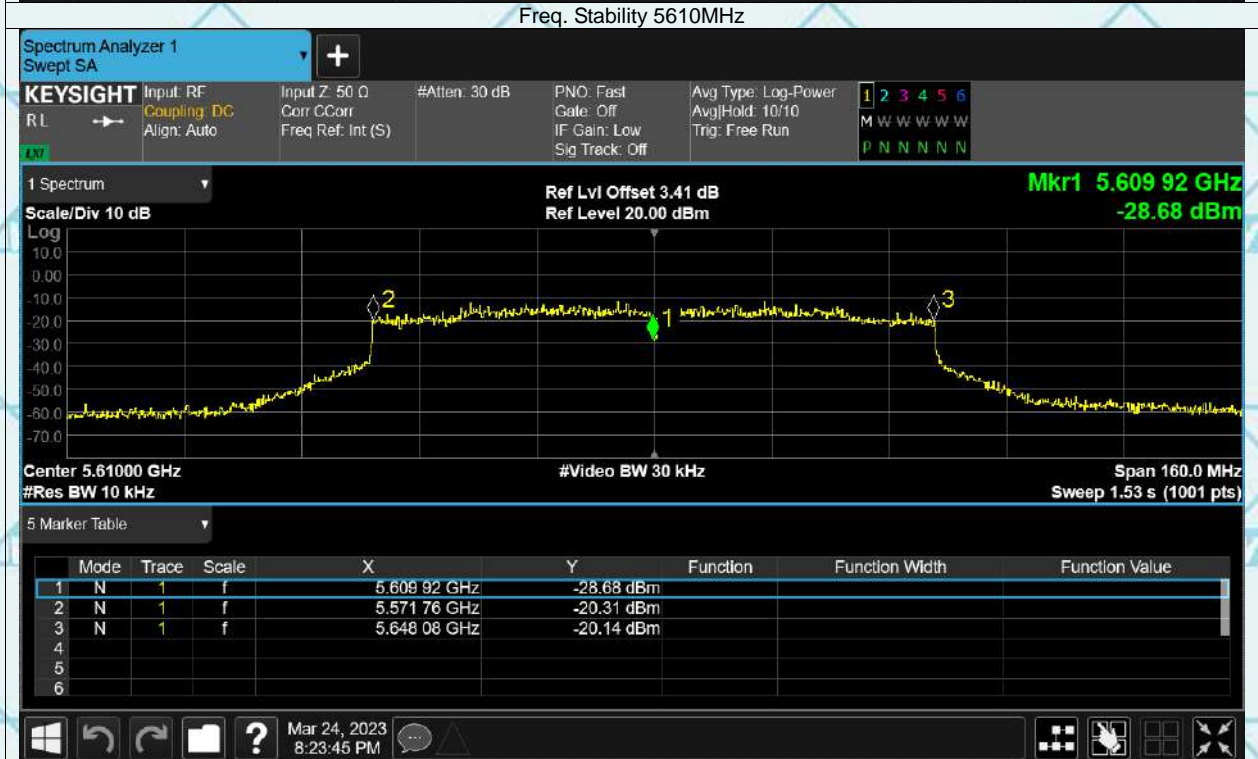 Freq. Stability 5610MHz
Spectrum Analyzer 1
Swept SA
+
KEYSIGHT Input: RF Input Z: 50 Ω #Atten: 30 dB PNO: Fast Avg Type: Log-Power 1 2 3 4 5 6
RL Coupling: DC Corr CCorr Gate: Off Avg|Hold: 10/10 M W W W W W
Align: Auto Freq Ref: Int (S) IF Gain: Low Trig: Free Run P N N N N N
LXI Sig Track: Off
1 Spectrum Ref Lvl Offset 3.41 dB Mkr1 5.609 92 GHz
Scale/Div 10 dB Ref Level 20.00 dBm -28.68 dBm
Log
10.0
0.00
-10.0
-20.0
-30.0
-40.0
-50.0
-60.0
-70.0
2 1 3
Center 5.61000 GHz #Video BW 30 kHz Span 160.0 MHz
#Res BW 10 kHz Sweep 1.53 s (1001 pts)
5 Marker Table
Mode Trace Scale X Y Function Function Width Function Value
1 N 1 f 5.609 92 GHz -28.68 dBm
2 N 1 f 5.571 76 GHz -20.31 dBm
3 N 1 f 5.648 08 GHz -20.14 dBm
4
5
6
? Mar 24, 2023
8:23:45 PM